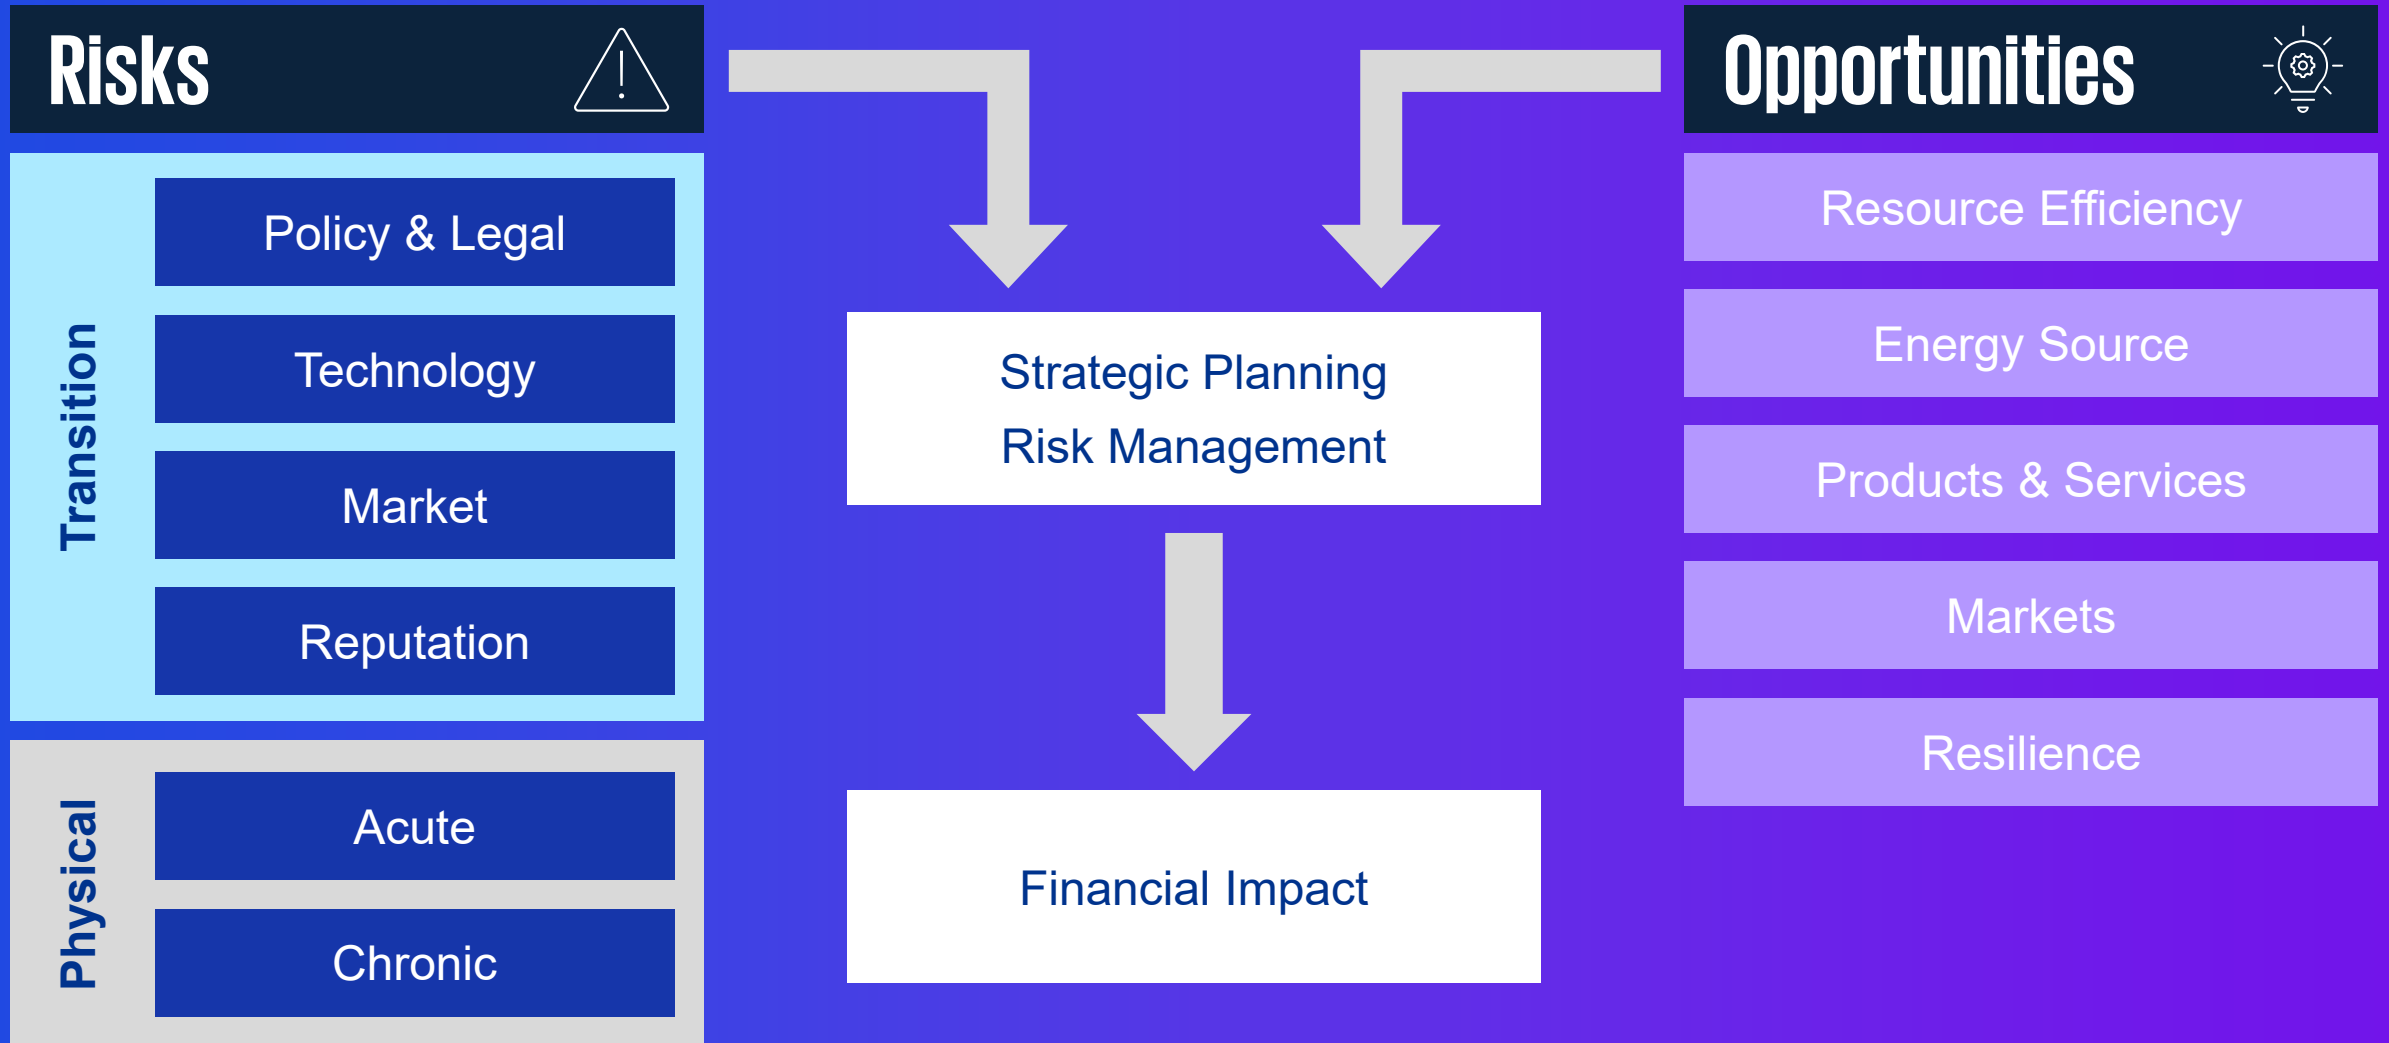 Risks
Transition
Policy & Legal
Technology
Market
Reputation
Physical
Acute
Chronic
Strategic Planning
Risk Management
Financial Impact
Opportunities
Resource Efficiency
Energy Source
Products & Services
Markets
Resilience